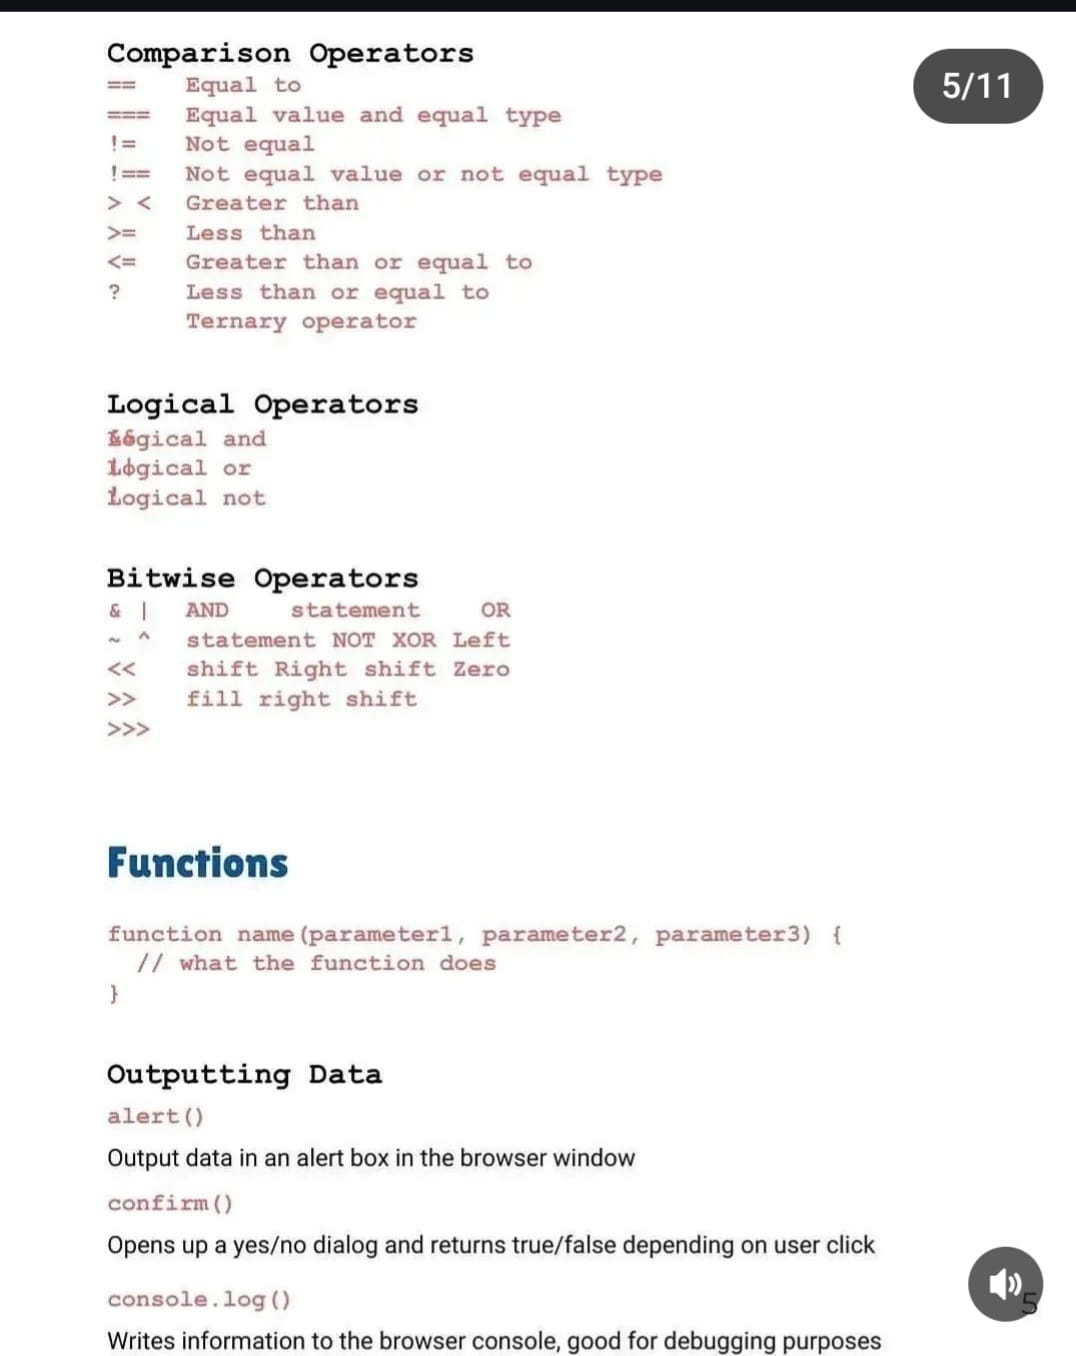 5/11
Comparison Operators
== Equal to
=== Equal value and equal type
!= Not equal
!== Not equal value or not equal type
> < Greater than
>= Less than
<= Greater than or equal to
? Less than or equal to
Ternary operator
Logical Operators
&& Logical and
|| Logical or
! Logical not
Bitwise Operators
& | AND statement OR
~ ^ statement NOT XOR Left
<< shift Right shift Zero
>> fill right shift
>>>
Functions
function name(parameter1, parameter2, parameter3) {
// what the function does
}
Outputting Data
alert()
Output data in an alert box in the browser window
confirm()
Opens up a yes/no dialog and returns true/false depending on user click
console.log()
Writes information to the browser console, good for debugging purposes
5